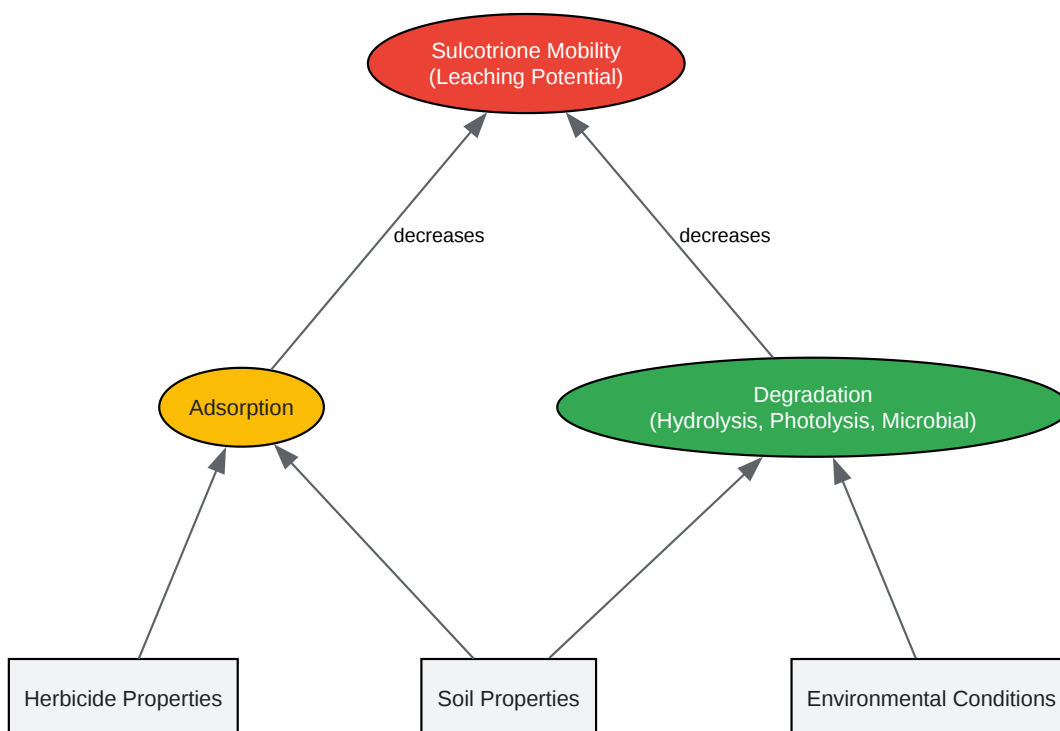 Sulcotrione Mobility
(Leaching Potential)
decreases
decreases
Adsorption
Degradation
(Hydrolysis, Photolysis, Microbial)
Herbicide Properties
Soil Properties
Environmental Conditions